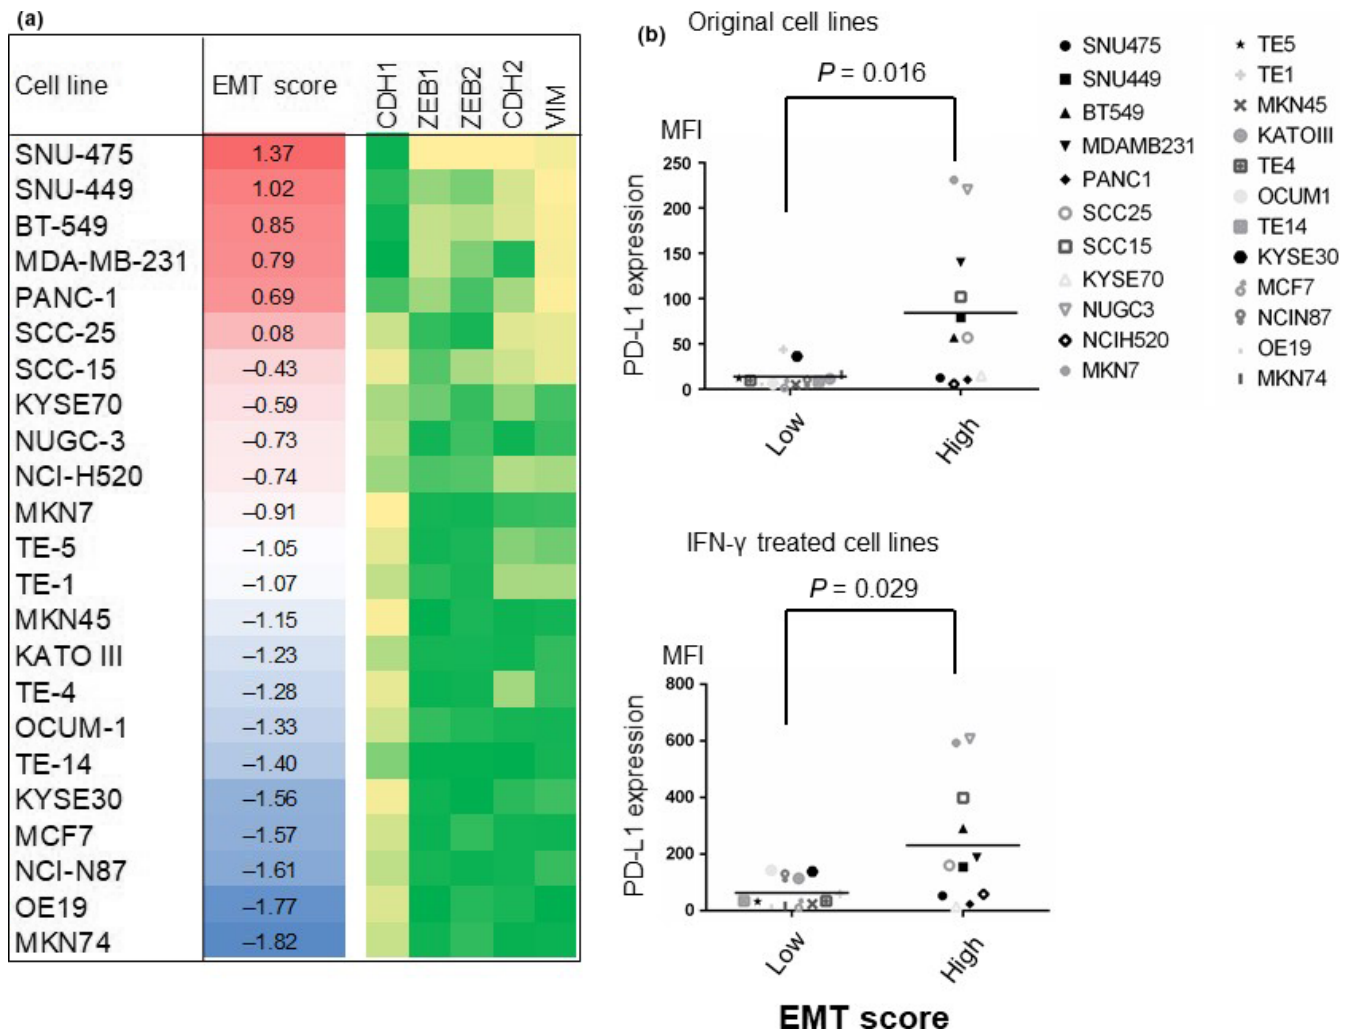 (a)
Cell line EMT score CDH1 ZEB1 ZEB2 CDH2 VIM
SNU-475 1.37
SNU-449 1.02
BT-549 0.85
MDA-MB-231 0.79
PANC-1 0.69
SCC-25 0.08
SCC-15 –0.43
KYSE70 –0.59
NUGC-3 –0.73
NCI-H520 –0.74
MKN7 –0.91
TE-5 –1.05
TE-1 –1.07
MKN45 –1.15
KATO III –1.23
TE-4 –1.28
OCUM-1 –1.33
TE-14 –1.40
KYSE30 –1.56
MCF7 –1.57
NCI-N87 –1.61
OE19 –1.77
MKN74 –1.82
(b)
Original cell lines
P = 0.016
MFI
PD-L1 expression
250
200
150
100
50
0
Low High
SNU475
SNU449
BT549
MDAMB231
PANC1
SCC25
SCC15
KYSE70
NUGC3
NCIH520
MKN7
TE5
TE1
MKN45
KATOIII
TE4
OCUM1
TE14
KYSE30
MCF7
NCIN87
OE19
MKN74
IFN-γ treated cell lines
P = 0.029
MFI
PD-L1 expression
800
600
400
200
0
Low High
EMT score